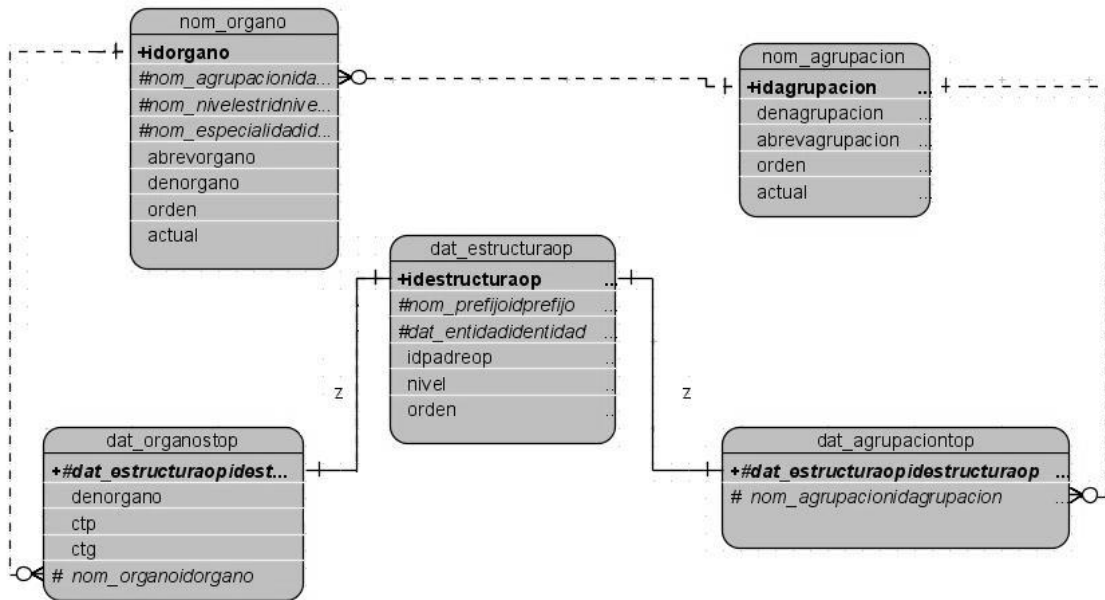 nom_organo
+idorgano
#nom_agrupacionida...
#nom_nivelestridnive...
#nom_especialidadid...
abrevorgano
denorgano
orden
actual
nom_agrupacion
+idagrupacion ...
denagrupacion ...
abrevagrupacion ...
orden ...
actual ...
dat_estructuraop
+idestructuraop ...
#nom_prefijoidprefijo ...
#dat_entidadidentidad ...
idpadreop ..
nivel ..
orden ..
z
z
dat_organostop
+#dat_estructuraopidest...
denorgano
ctp
ctg
# nom_organoidorgano
dat_agrupaciontop
+#dat_estructuraopidestructuraop ...
# nom_agrupacionidagrupacion ...